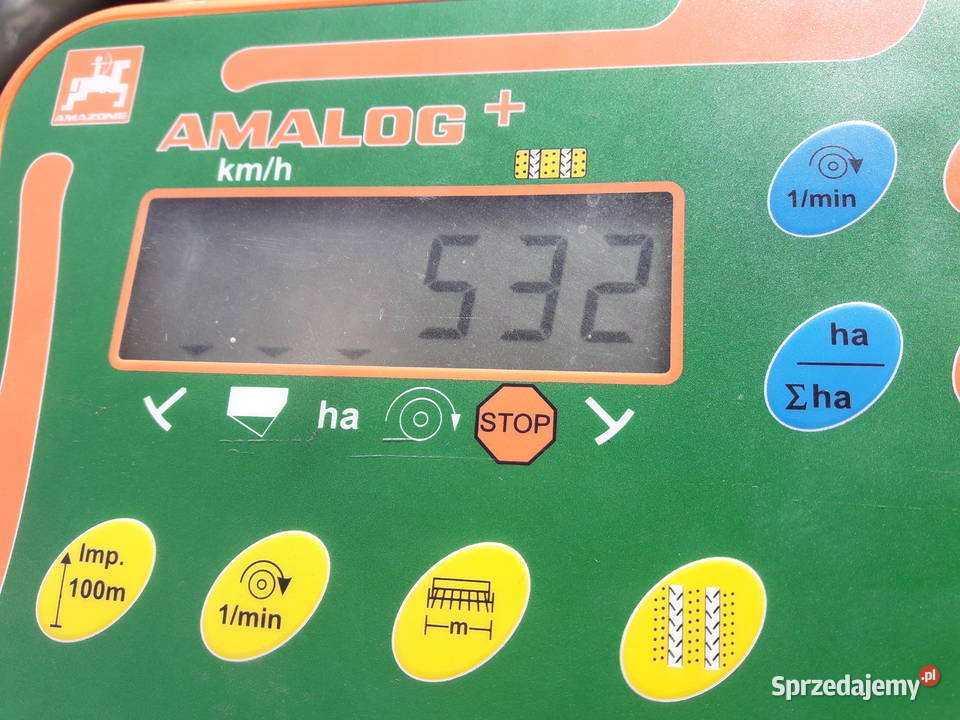 AMAZONE
AMALOG+
km/h
1/min
532
ha
Σha
ha
STOP
Imp.
100m
1/min
m
Sprzedajemy.pl